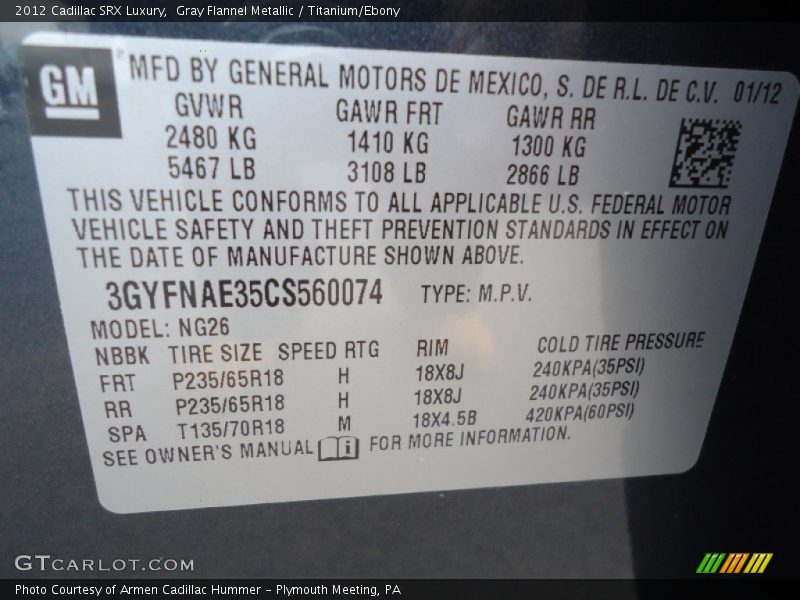 2012 Cadillac SRX Luxury,  Gray Flannel Metallic / Titanium/Ebony
GM
® MFD BY GENERAL MOTORS DE MEXICO, S. DE R.L. DE C.V. 01/12
GVWR GAWR FRT GAWR RR
2480 KG 1410 KG 1300 KG
5467 LB 3108 LB 2866 LB
THIS VEHICLE CONFORMS TO ALL APPLICABLE U.S. FEDERAL MOTOR
VEHICLE SAFETY AND THEFT PREVENTION STANDARDS IN EFFECT ON
THE DATE OF MANUFACTURE SHOWN ABOVE.
3GYFNAE35CS560074 TYPE: M.P.V.
MODEL: NG26
NBBK TIRE SIZE SPEED RTG RIM COLD TIRE PRESSURE
FRT P235/65R18 H 18X8J 240KPA(35PSI)
RR P235/65R18 H 18X8J 240KPA(35PSI)
SPA T135/70R18 M 18X4.5B 420KPA(60PSI)
SEE OWNER'S MANUAL i FOR MORE INFORMATION.
GTCARLOT.COM
Photo Courtesy of Armen Cadillac Hummer - Plymouth Meeting, PA